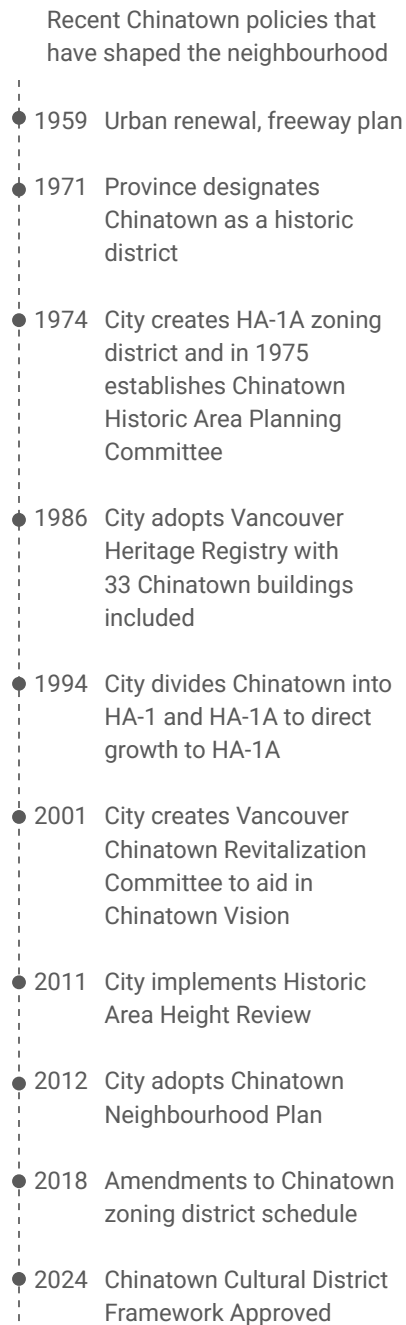 Recent Chinatown policies that
have shaped the neighbourhood
1959 Urban renewal, freeway plan
1971 Province designates
Chinatown as a historic
district
1974 City creates HA-1A zoning
district and in 1975
establishes Chinatown
Historic Area Planning
Committee
1986 City adopts Vancouver
Heritage Registry with
33 Chinatown buildings
included
1994 City divides Chinatown into
HA-1 and HA-1A to direct
growth to HA-1A
2001 City creates Vancouver
Chinatown Revitalization
Committee to aid in
Chinatown Vision
2011 City implements Historic
Area Height Review
2012 City adopts Chinatown
Neighbourhood Plan
2018 Amendments to Chinatown
zoning district schedule
2024 Chinatown Cultural District
Framework Approved